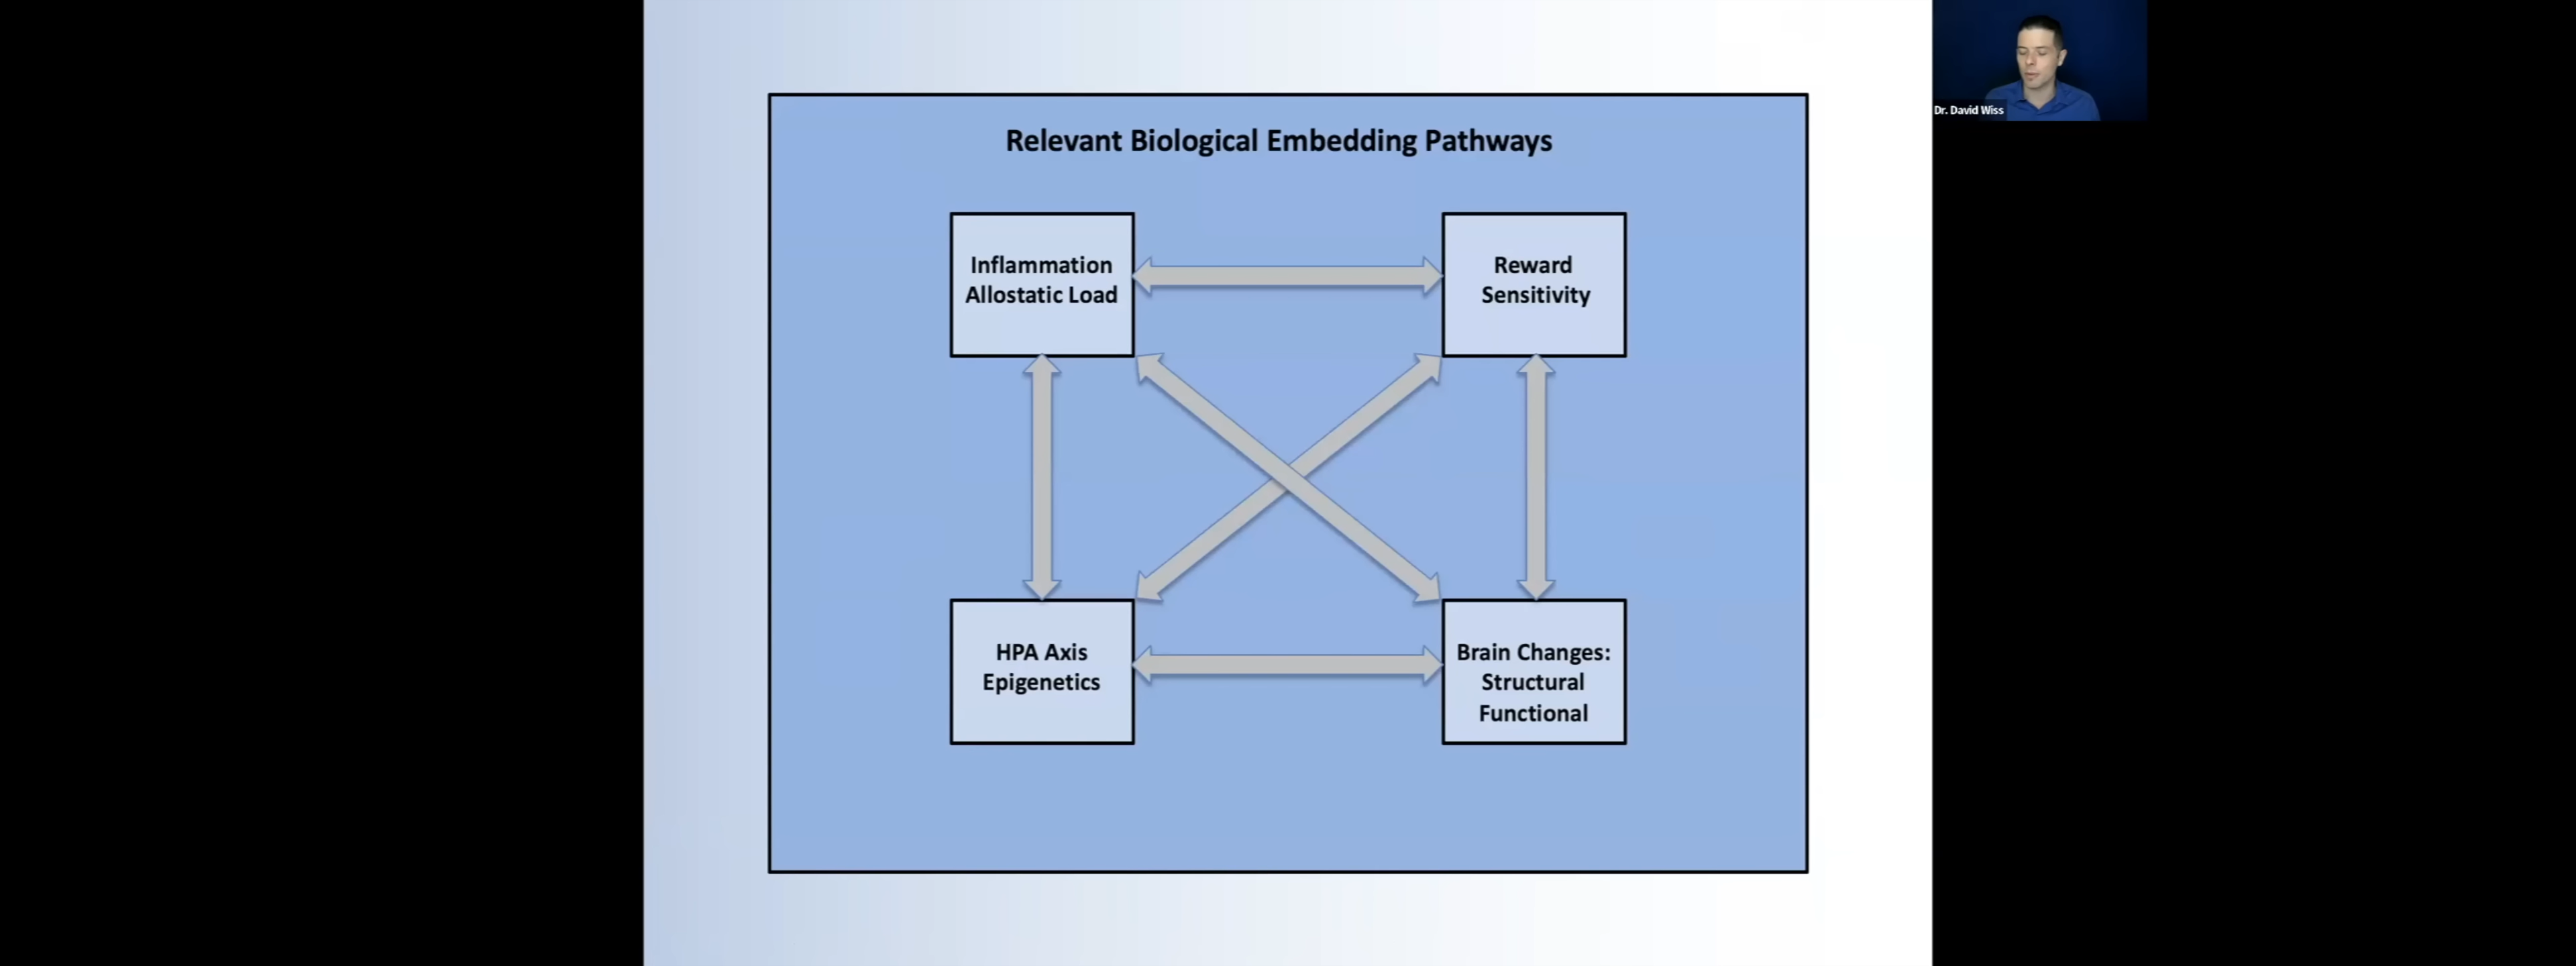 Relevant Biological Embedding Pathways
Inflammation
Allostatic Load
Reward
Sensitivity
HPA Axis
Epigenetics
Brain Changes:
Structural
Functional
Dr. David Wiss